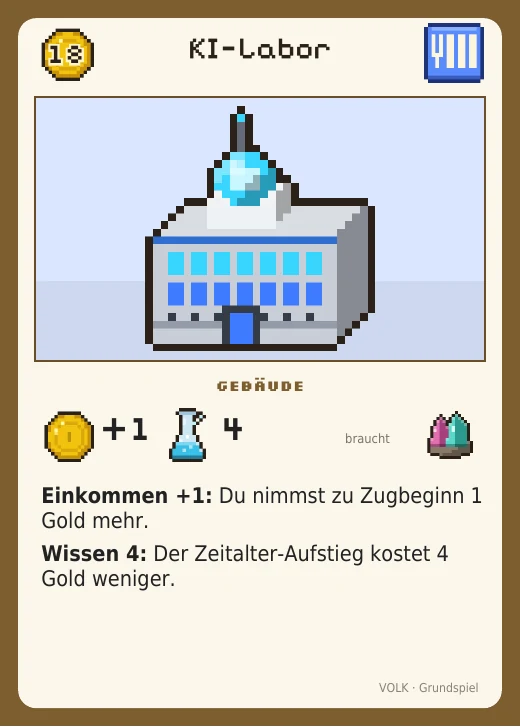 18
KI-Labor
GEBÄUDE
+1
4
braucht
Einkommen +1: Du nimmst zu Zugbeginn 1
Gold mehr.
Wissen 4: Der Zeitalter-Aufstieg kostet 4
Gold weniger.
VOLK · Grundspiel